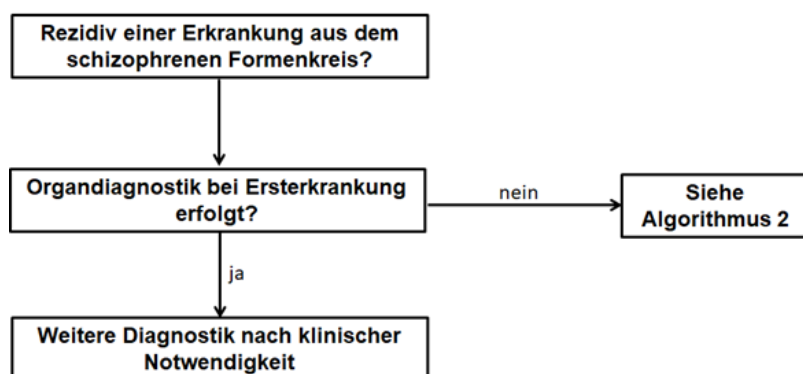 Rezidiv einer Erkrankung aus dem
schizophrenen Formenkreis?
Organdiagnostik bei Ersterkrankung
erfolgt?
nein
Siehe
Algorithmus 2
ja
Weitere Diagnostik nach klinischer
Notwendigkeit